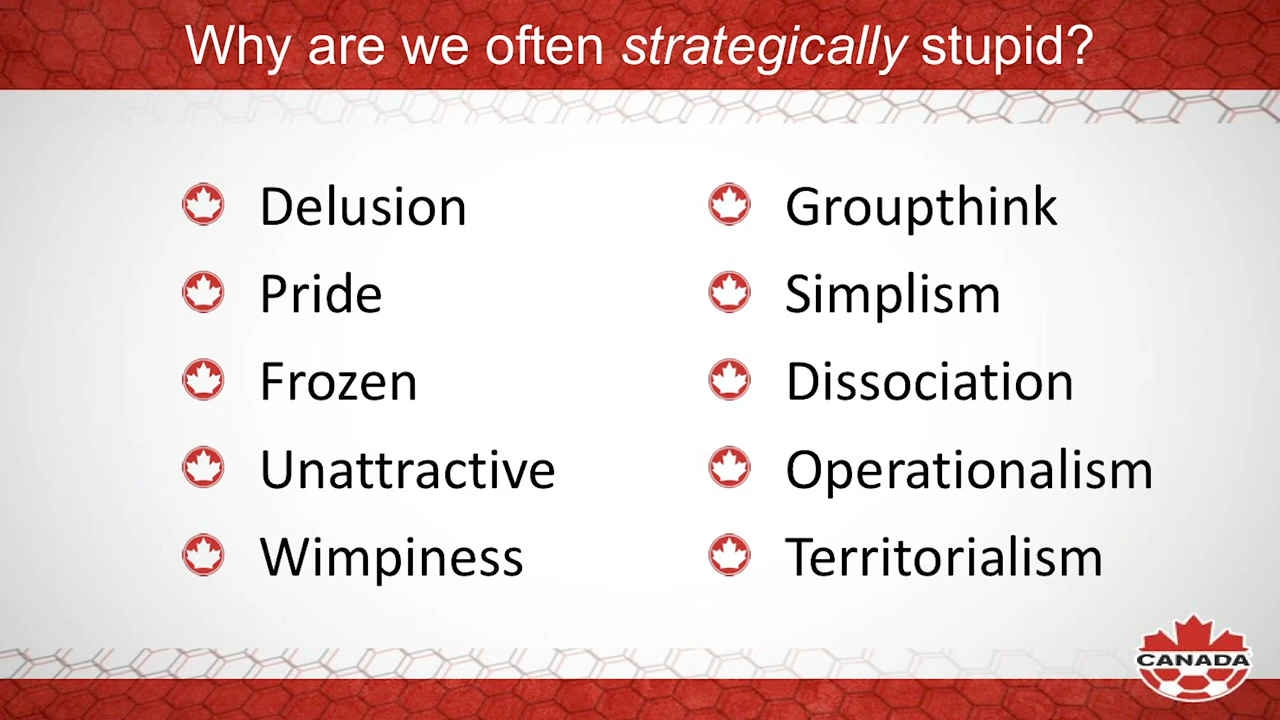 Why are we often strategically stupid?
Delusion
Pride
Frozen
Unattractive
Wimpiness
Groupthink
Simplism
Dissociation
Operationalism
Territorialism
CANADA